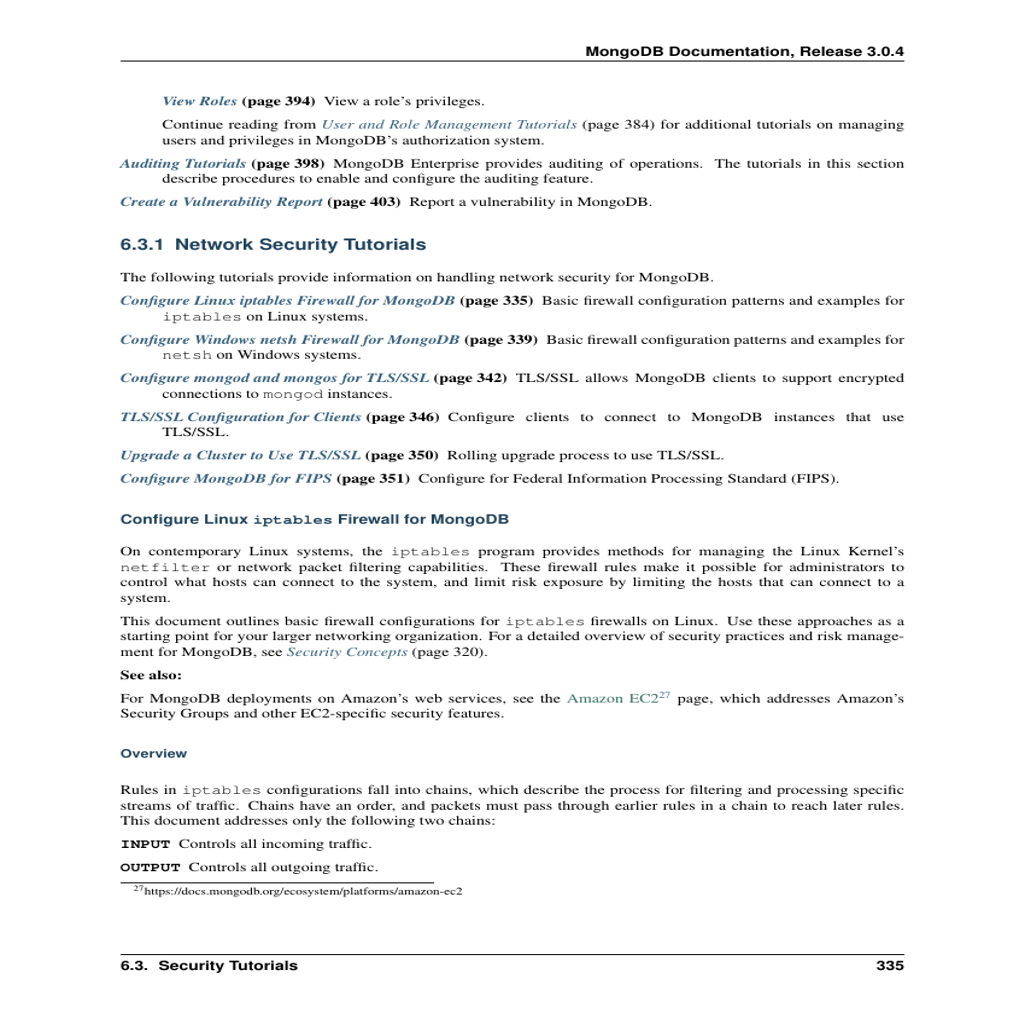 MongoDB Documentation, Release 3.0.4
View Roles (page 394) View a role's privileges.
Continue reading from User and Role Management Tutorials (page 384) for additional tutorials on managing
users and privileges in MongoDB's authorization system.
Auditing Tutorials (page 398) MongoDB Enterprise provides auditing of operations. The tutorials in this section
describe procedures to enable and configure the auditing feature.
Create a Vulnerability Report (page 403) Report a vulnerability in MongoDB.
6.3.1 Network Security Tutorials
The following tutorials provide information on handling network security for MongoDB.
Configure Linux iptables Firewall for MongoDB (page 335) Basic firewall configuration patterns and examples for
iptables on Linux systems.
Configure Windows netsh Firewall for MongoDB (page 339) Basic firewall configuration patterns and examples for
netsh on Windows systems.
Configure mongod and mongos for TLS/SSL (page 342) TLS/SSL allows MongoDB clients to support encrypted
connections to mongod instances.
TLS/SSL Configuration for Clients (page 346) Configure clients to connect to MongoDB instances that use
TLS/SSL.
Upgrade a Cluster to Use TLS/SSL (page 350) Rolling upgrade process to use TLS/SSL.
Configure MongoDB for FIPS (page 351) Configure for Federal Information Processing Standard (FIPS).
Configure Linux iptables Firewall for MongoDB
On contemporary Linux systems, the iptables program provides methods for managing the Linux Kernel's
netfilter or network packet filtering capabilities. These firewall rules make it possible for administrators to
control what hosts can connect to the system, and limit risk exposure by limiting the hosts that can connect to a
system.
This document outlines basic firewall configurations for iptables firewalls on Linux. Use these approaches as a
starting point for your larger networking organization. For a detailed overview of security practices and risk manage-
ment for MongoDB, see Security Concepts (page 320).
See also:
For MongoDB deployments on Amazon's web services, see the Amazon EC2²⁷ page, which addresses Amazon's
Security Groups and other EC2-specific security features.
Overview
Rules in iptables configurations fall into chains, which describe the process for filtering and processing specific
streams of traffic. Chains have an order, and packets must pass through earlier rules in a chain to reach later rules.
This document addresses only the following two chains:
INPUT Controls all incoming traffic.
OUTPUT Controls all outgoing traffic.
²⁷https://docs.mongodb.org/ecosystem/platforms/amazon-ec2
6.3. Security Tutorials 335